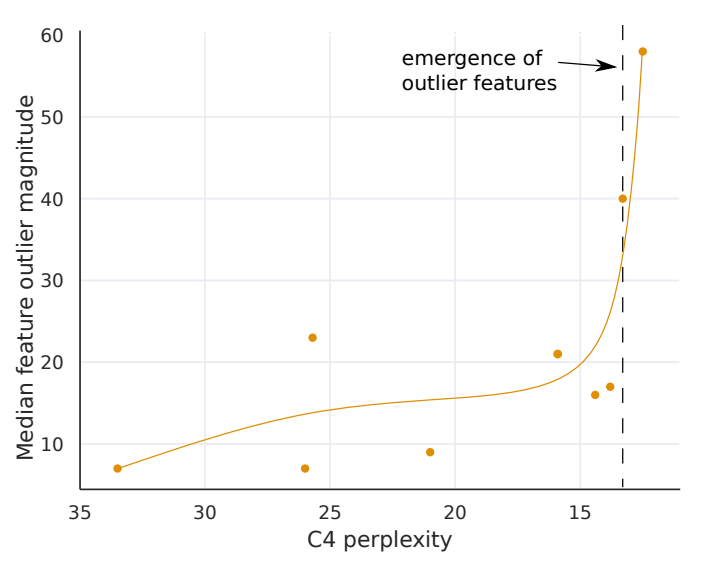 60
50
40
30
20
10
Median feature outlier magnitude
emergence of
outlier features
35 30 25 20 15
C4 perplexity